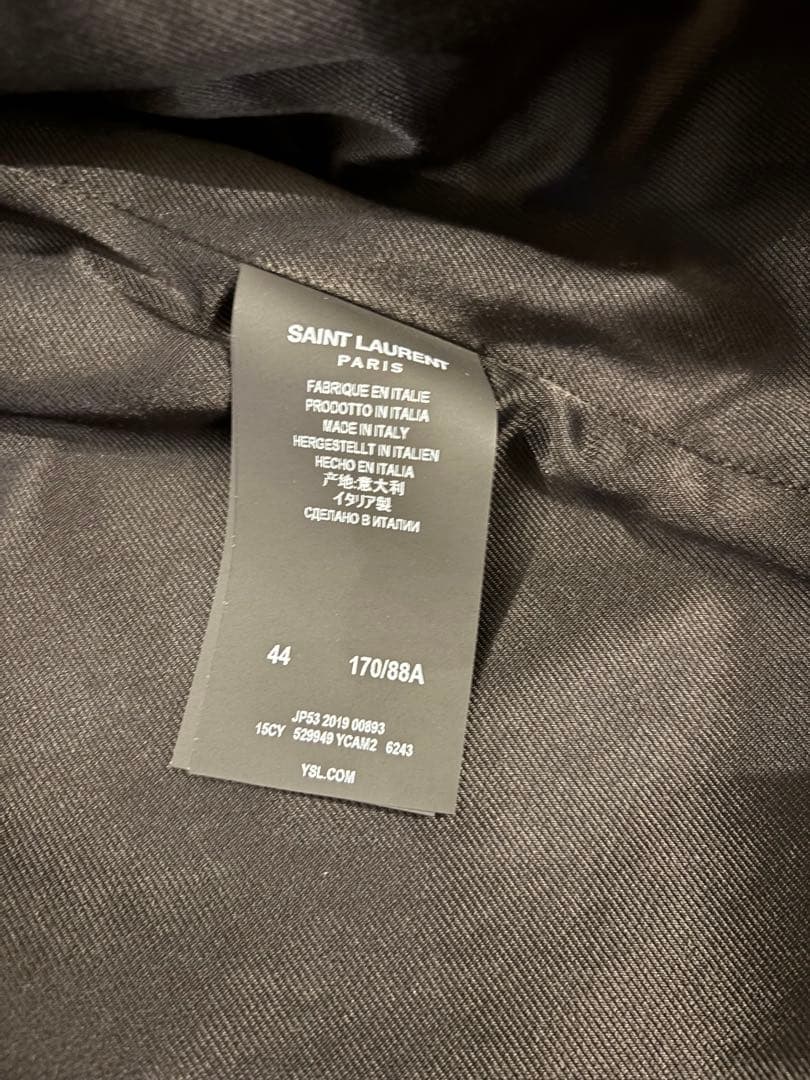 SAINT LAURENT
PARIS
FABRIQUE EN ITALIE
PRODOTTO IN ITALIA
MADE IN ITALY
HERGESTELLT IN ITALIEN
HECHO EN ITALIA
产地:意大利
イタリア製
СДЕЛАНО В ИТАЛИИ
44 170/88A
JP53 2019 00893
15CY 529949 YCAM2 6243
YSL.COM